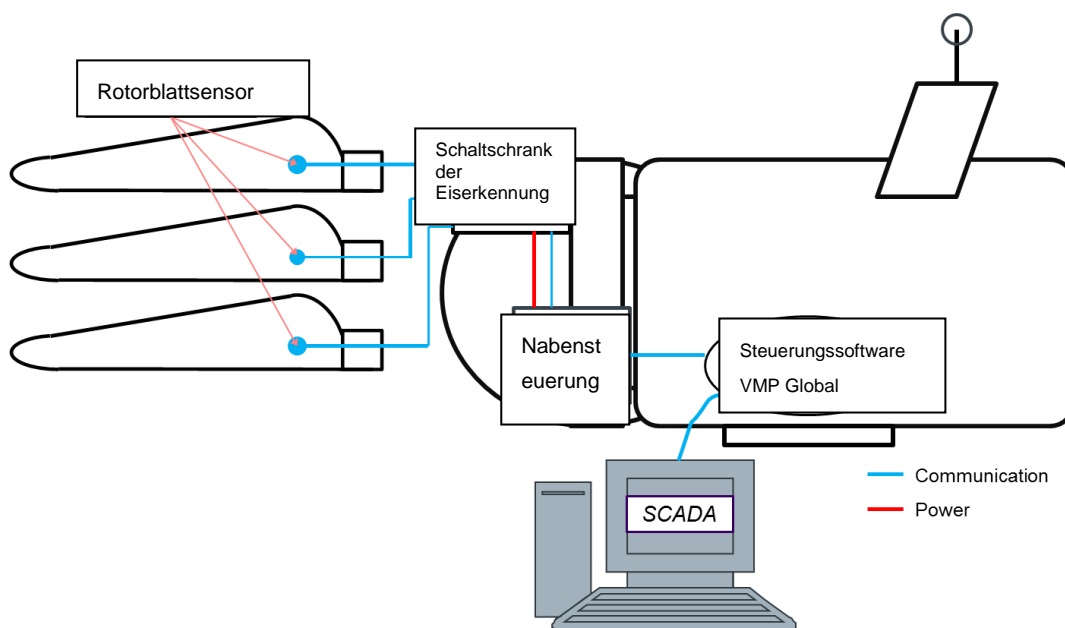 Rotorblattsensor
Schaltschrank
der
Eiserkennung
Nabenst
euerung
Steuerungssoftware
VMP Global
Communication
Power
SCADA